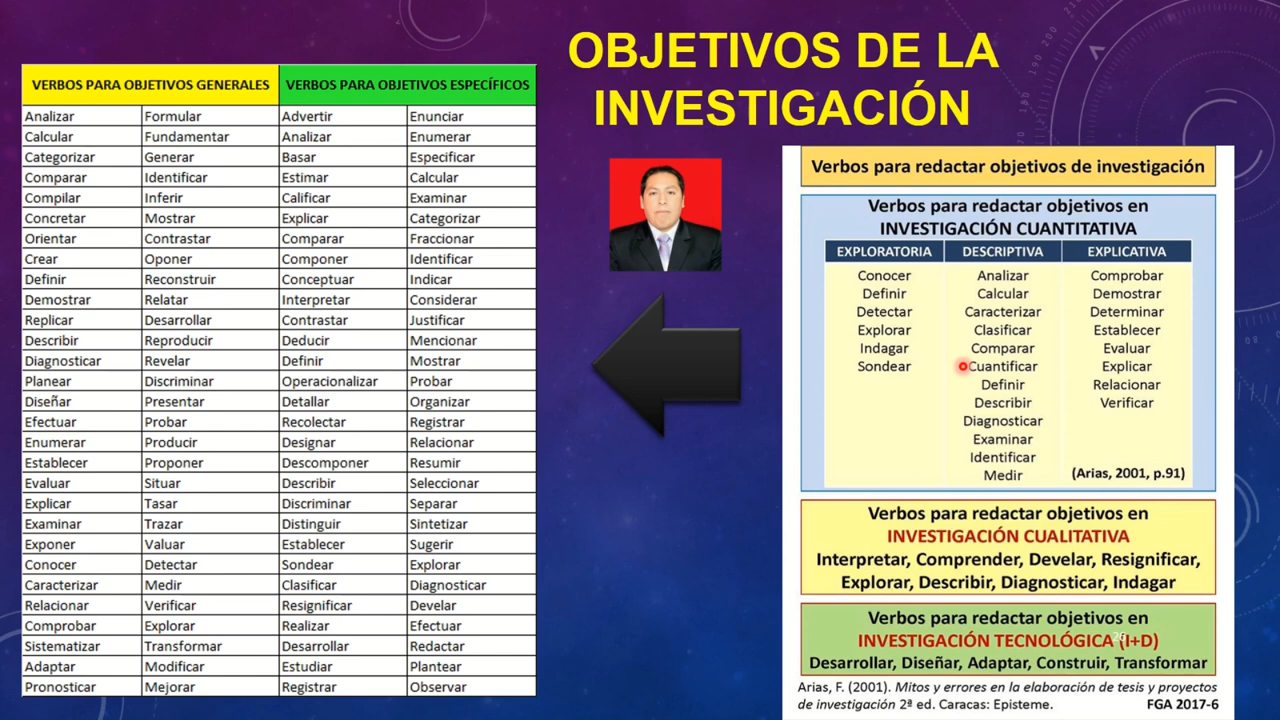 OBJETIVOS DE LA
INVESTIGACIÓN
VERBOS PARA OBJETIVOS GENERALES VERBOS PARA OBJETIVOS ESPECÍFICOS
Analizar Formular Advertir Enunciar
Calcular Fundamentar Analizar Enumerar
Categorizar Generar Basar Especificar
Comparar Identificar Estimar Calcular
Compilar Inferir Calificar Examinar
Concretar Mostrar Explicar Categorizar
Orientar Contrastar Comparar Fraccionar
Crear Oponer Componer Identificar
Definir Reconstruir Conceptuar Indicar
Demostrar Relatar Interpretar Considerar
Replicar Desarrollar Contrastar Justificar
Describir Reproducir Deducir Mencionar
Diagnosticar Revelar Definir Mostrar
Planear Discriminar Operacionalizar Probar
Diseñar Presentar Detallar Organizar
Efectuar Probar Recolectar Registrar
Enumerar Producir Designar Relacionar
Establecer Proponer Descomponer Resumir
Evaluar Situar Describir Seleccionar
Explicar Tasar Discriminar Separar
Examinar Trazar Distinguir Sintetizar
Exponer Valuar Establecer Sugerir
Conocer Detectar Sondear Explorar
Caracterizar Medir Clasificar Diagnosticar
Relacionar Verificar Resignificar Develar
Comprobar Explorar Realizar Efectuar
Sistematizar Transformar Desarrollar Redactar
Adaptar Modificar Estudiar Plantear
Pronosticar Mejorar Registrar Observar
Verbos para redactar objetivos de investigación
Verbos para redactar objetivos en
INVESTIGACIÓN CUANTITATIVA
EXPLORATORIA DESCRIPTIVA EXPLICATIVA
Conocer Analizar Comprobar
Definir Calcular Demostrar
Detectar Caracterizar Determinar
Explorar Clasificar Establecer
Indagar Comparar Evaluar
Sondear Cuantificar Explicar
Definir Relacionar
Describir Verificar
Diagnosticar
Examinar
Identificar
Medir (Arias, 2001, p.91)
Verbos para redactar objetivos en
INVESTIGACIÓN CUALITATIVA
Interpretar, Comprender, Develar, Resignificar,
Explorar, Describir, Diagnosticar, Indagar
Verbos para redactar objetivos en
INVESTIGACIÓN TECNOLÓGICA (I+D)
Desarrollar, Diseñar, Adaptar, Construir, Transformar
Arias, F. (2001). Mitos y errores en la elaboración de tesis y proyectos
de investigación 2ª ed. Caracas: Episteme. FGA 2017-6